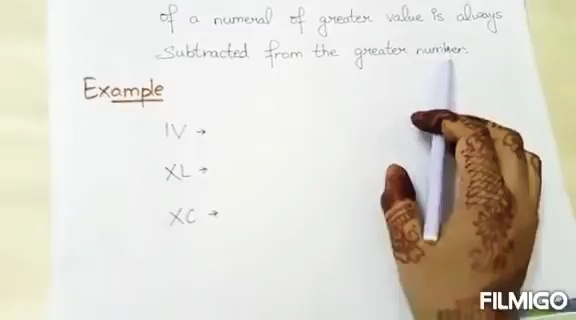 of a numeral of greater value is always
Subtracted from the greater number.
Example
IV →
XL →
XC →
FILMIGO